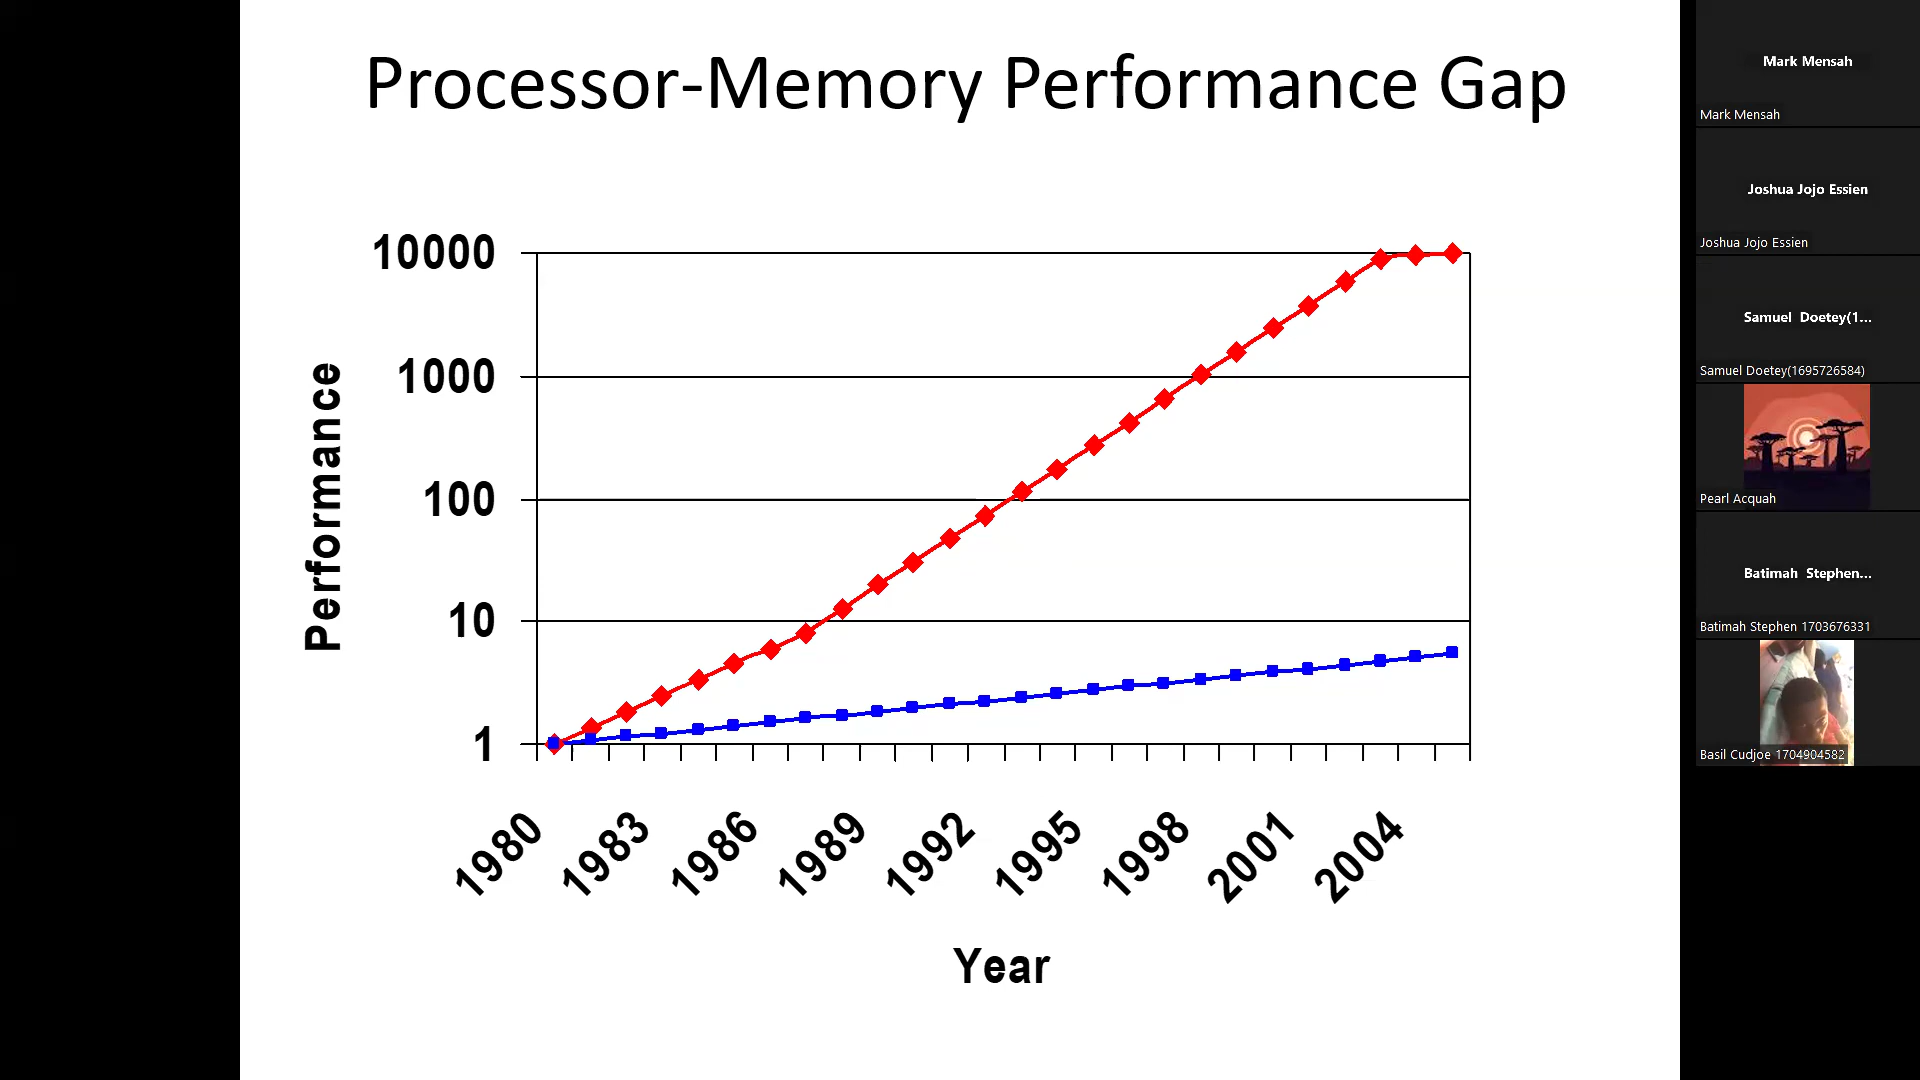 Processor-Memory Performance Gap
10000
1000
100
10
1
Performance
1980
1983
1986
1989
1992
1995
1998
2001
2004
Year
Mark Mensah
Mark Mensah
Joshua Jojo Essien
Joshua Jojo Essien
Samuel Doetey(1...
Samuel Doetey(1695726584)
Pearl Acquah
Batimah Stephen...
Batimah Stephen 1703676331
Basil Cudjoe 1704904582